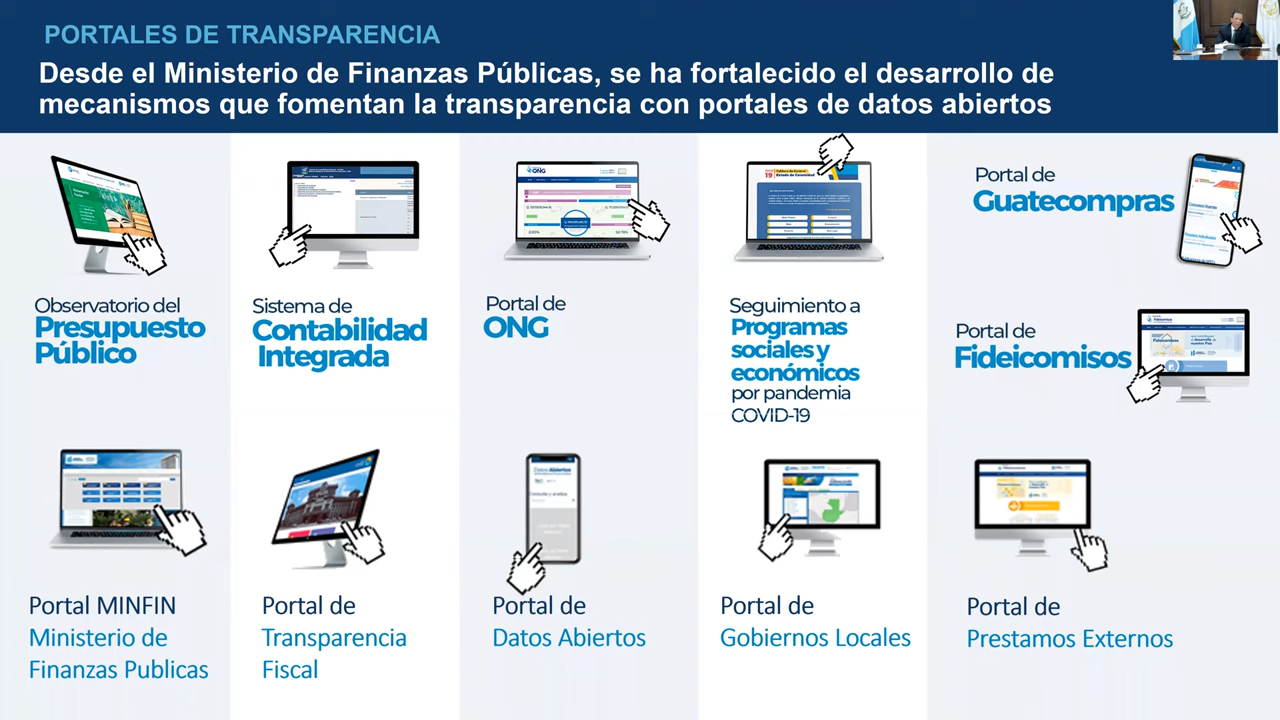 PORTALES DE TRANSPARENCIA
Desde el Ministerio de Finanzas Públicas, se ha fortalecido el desarrollo de
mecanismos que fomentan la transparencia con portales de datos abiertos
Observatorio del
Presupuesto
Público
Sistema de
Contabilidad
Integrada
ONG
Portal de
ONG
Seguimiento a
Programas
sociales y
económicos
por pandemia
COVID-19
Portal de
Guatecompras
Portal de
Fideicomisos
Portal MINFIN
Ministerio de
Finanzas Publicas
Portal de
Transparencia
Fiscal
Datos Abiertos
Portal de
Datos Abiertos
Portal de
Gobiernos Locales
Portal de
Prestamos Externos